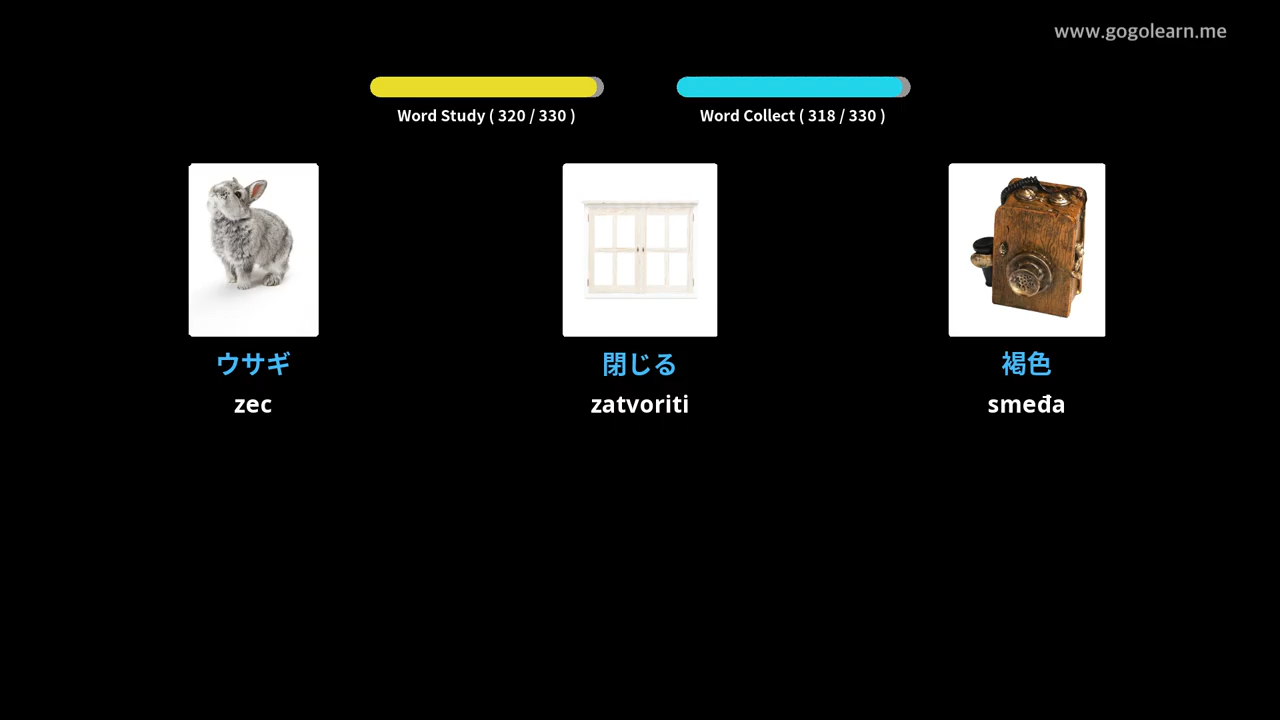 www.gogolearn.me
Word Study ( 320 / 330 )
Word Collect ( 318 / 330 )
ウサギ
zec
閉じる
zatvoriti
褐色
smeđa